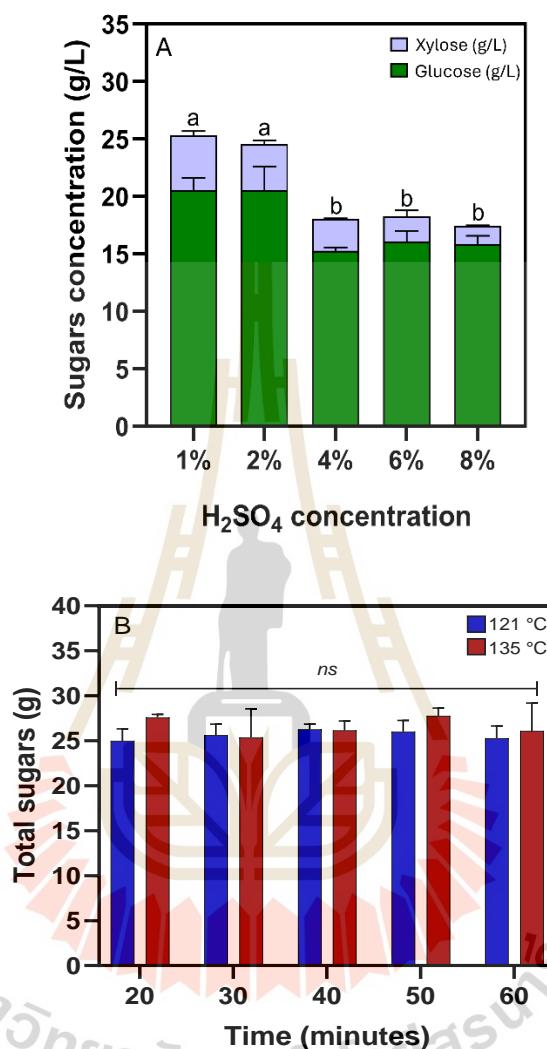 A
Xylose (g/L)
Glucose (g/L)
Sugars concentration (g/L)
35
30
25
20
15
10
5
0
a
a
b
b
b
1%
2%
4%
6%
8%
H₂SO₄ concentration
B
121 °C
135 °C
ns
Total sugars (g)
40
35
30
25
20
15
10
5
0
20
30
40
50
60
Time (minutes)